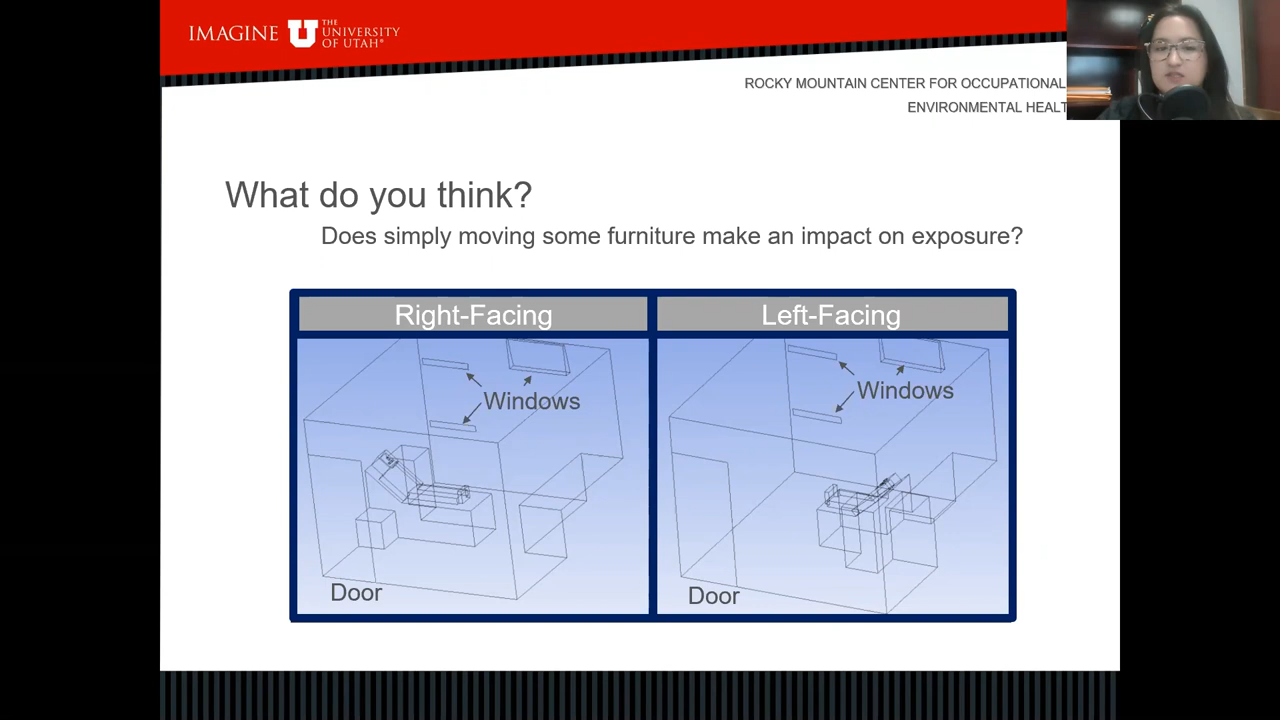 IMAGINE
THE
UNIVERSITY
OF UTAH®
ROCKY MOUNTAIN CENTER FOR OCCUPATIONAL
ENVIRONMENTAL HEALT
What do you think?
Does simply moving some furniture make an impact on exposure?
Right-Facing
Left-Facing
Windows
Windows
Door
Door